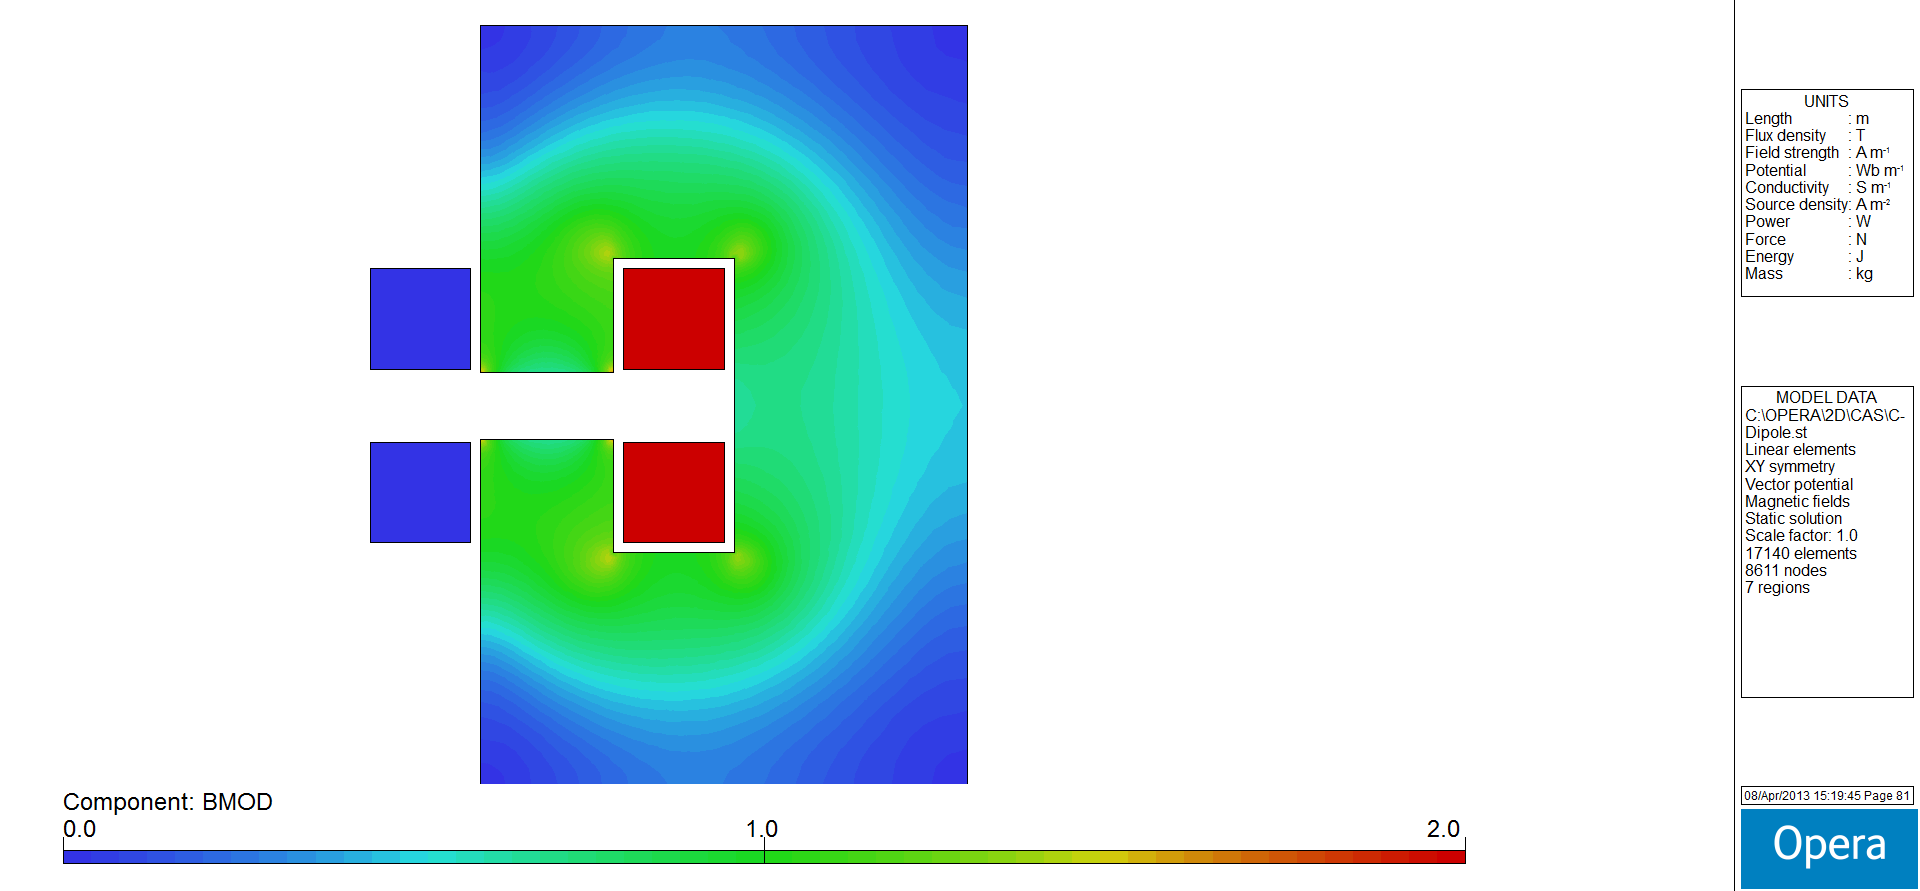 UNITS
Length : m
Flux density : T
Field strength : A m⁻¹
Potential : Wb m⁻¹
Conductivity : S m⁻¹
Source density: A m⁻²
Power : W
Force : N
Energy : J
Mass : kg
MODEL DATA
C:\OPERA\2D\CAS\C-
Dipole.st
Linear elements
XY symmetry
Vector potential
Magnetic fields
Static solution
Scale factor: 1.0
17140 elements
8611 nodes
7 regions
Component: BMOD
0.0 1.0 2.0
08/Apr/2013 15:19:45 Page 81
Opera